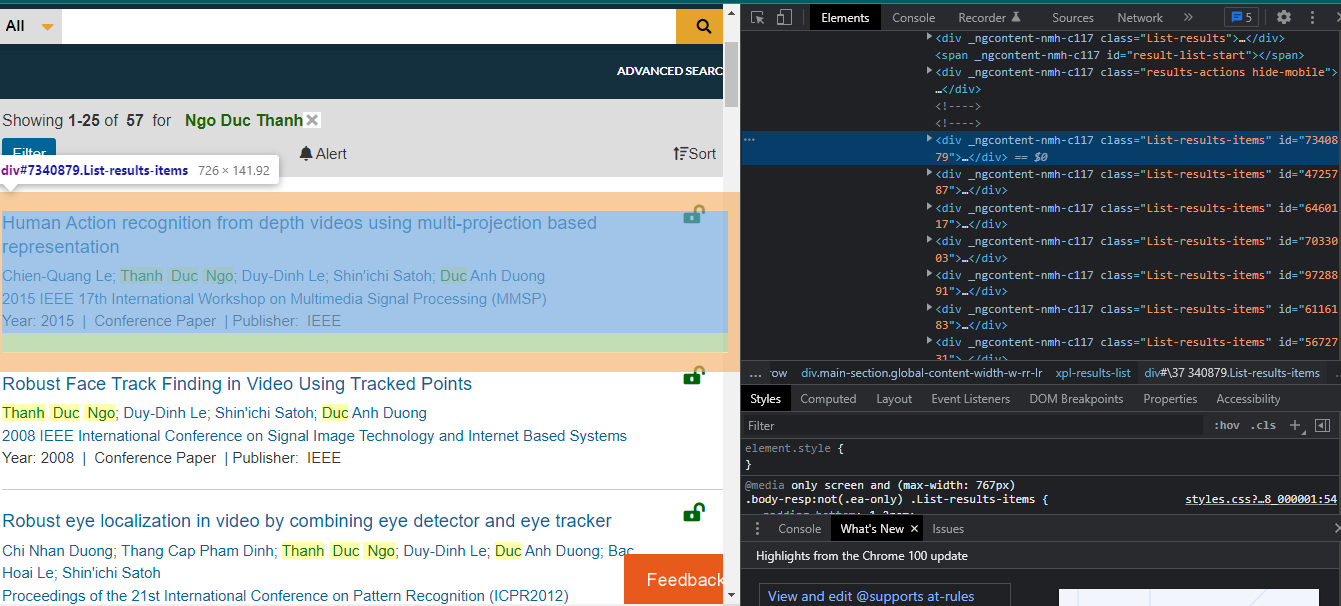 All
ADVANCED SEARC
Showing 1-25 of 57 for Ngo Duc Thanh
Filter
Alert
Sort
div#7340879.List-results-items 726 × 141.92
Human Action recognition from depth videos using multi-projection based
representation
Chien-Quang Le; Thanh Duc Ngo; Duy-Dinh Le; Shin'ichi Satoh; Duc Anh Duong
2015 IEEE 17th International Workshop on Multimedia Signal Processing (MMSP)
Year: 2015 | Conference Paper | Publisher: IEEE
Robust Face Track Finding in Video Using Tracked Points
Thanh Duc Ngo; Duy-Dinh Le; Shin'ichi Satoh; Duc Anh Duong
2008 IEEE International Conference on Signal Image Technology and Internet Based Systems
Year: 2008 | Conference Paper | Publisher: IEEE
Robust eye localization in video by combining eye detector and eye tracker
Chi Nhan Duong; Thang Cap Pham Dinh; Thanh Duc Ngo; Duy-Dinh Le; Duc Anh Duong; Bac
Hoai Le; Shin'ichi Satoh
Proceedings of the 21st International Conference on Pattern Recognition (ICPR2012)
Feedback
Elements Console Recorder Sources Network » 5
<div _ngcontent-nmh-c117 class="List-results">…</div>
<span _ngcontent-nmh-c117 id="result-list-start"></span>
<div _ngcontent-nmh-c117 class="results-actions hide-mobile">
…</div>
<!---->
<!---->
<div _ngcontent-nmh-c117 class="List-results-items" id="73408
79">…</div> == $0
<div _ngcontent-nmh-c117 class="List-results-items" id="47257
87">…</div>
<div _ngcontent-nmh-c117 class="List-results-items" id="64601
17">…</div>
<div _ngcontent-nmh-c117 class="List-results-items" id="70330
03">…</div>
<div _ngcontent-nmh-c117 class="List-results-items" id="97288
91">…</div>
<div _ngcontent-nmh-c117 class="List-results-items" id="61161
83">…</div>
<div _ngcontent-nmh-c117 class="List-results-items" id="56727
31">…</div>
… row div.main-section.global-content-width-w-rr-lr xpl-results-list div#\37 340879.List-results-items
Styles Computed Layout Event Listeners DOM Breakpoints Properties Accessibility
Filter :hov .cls +
element.style {
}
@media only screen and (max-width: 767px)
.body-resp:not(.ea-only) .List-results-items { styles.css?…8_000001:54
padding-bottom: 1.2rem;
Console What's New × Issues
Highlights from the Chrome 100 update
View and edit @supports at-rules